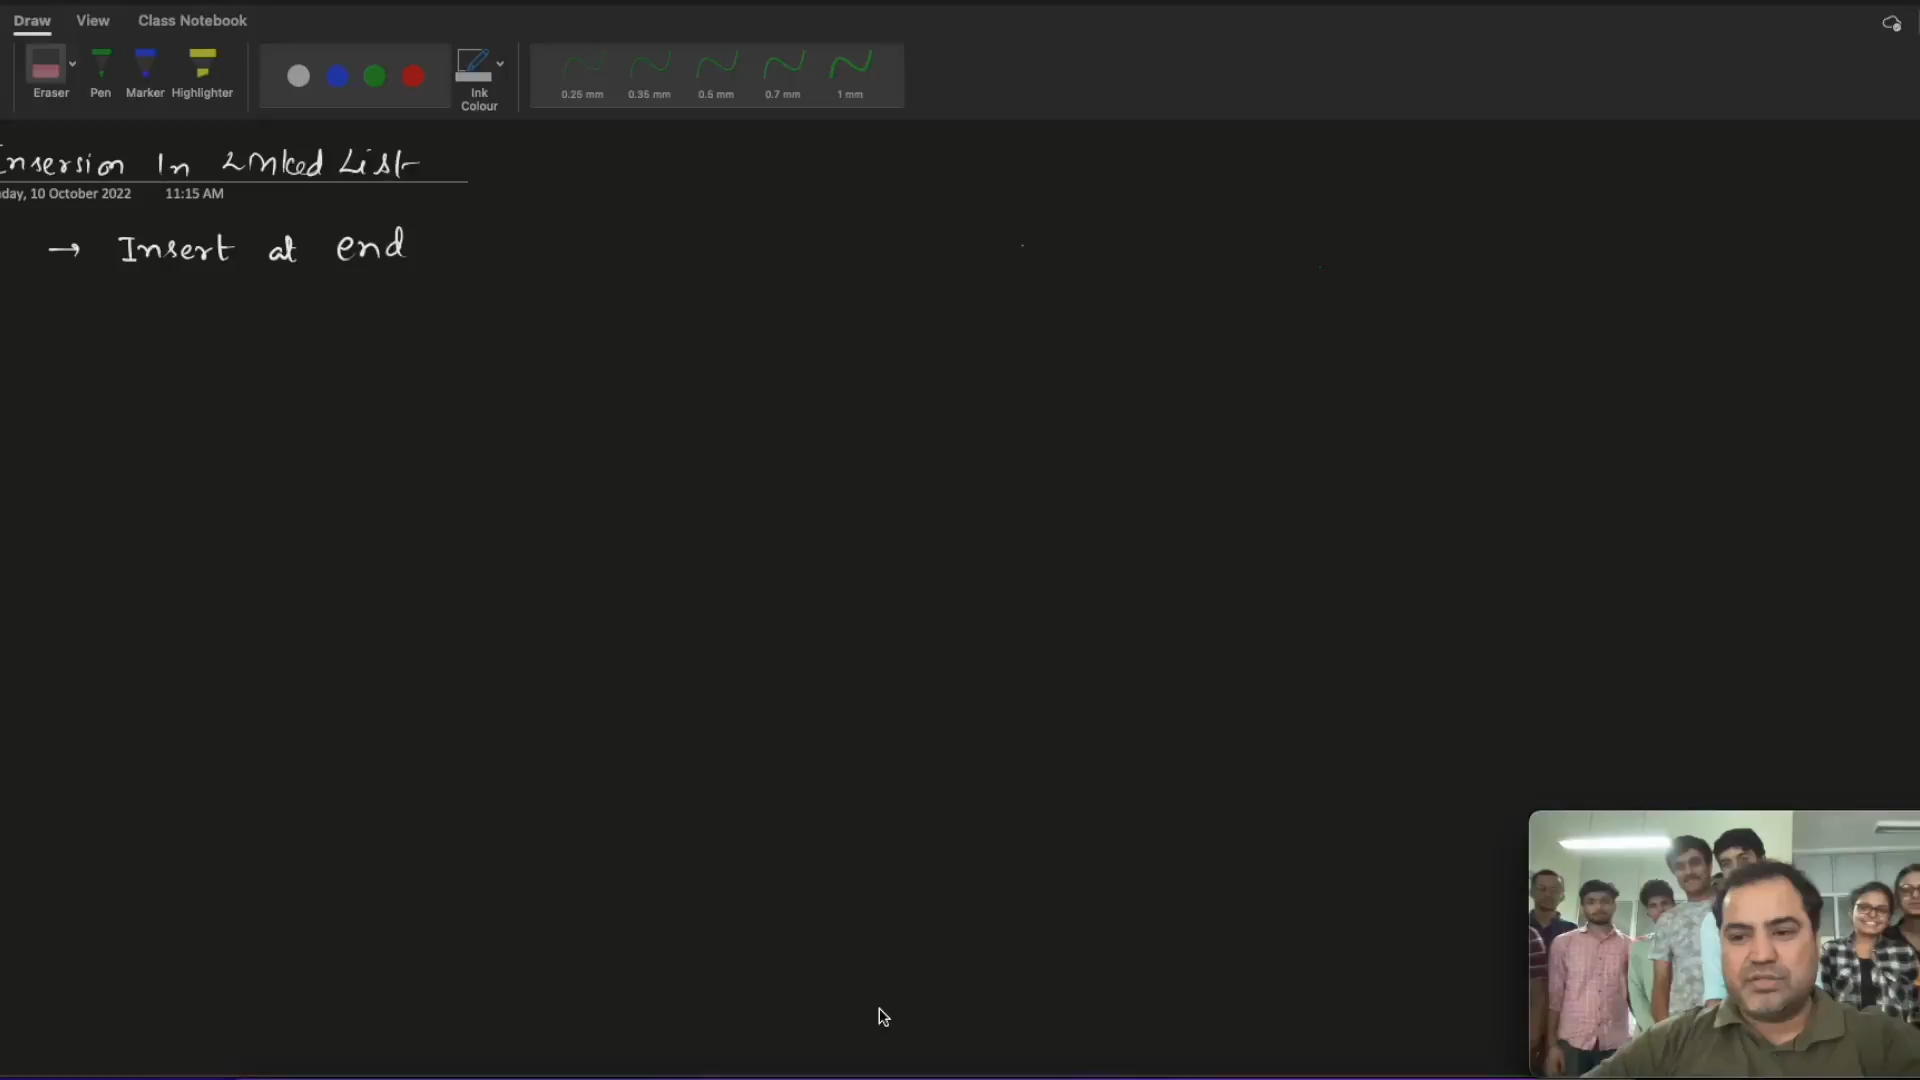 Draw View Class Notebook
Eraser Pen Marker Highlighter Ink Colour 0.25 mm 0.35 mm 0.5 mm 0.7 mm 1 mm
Insersion In Linked List
day, 10 October 2022 11:15 AM
→ Insert at end